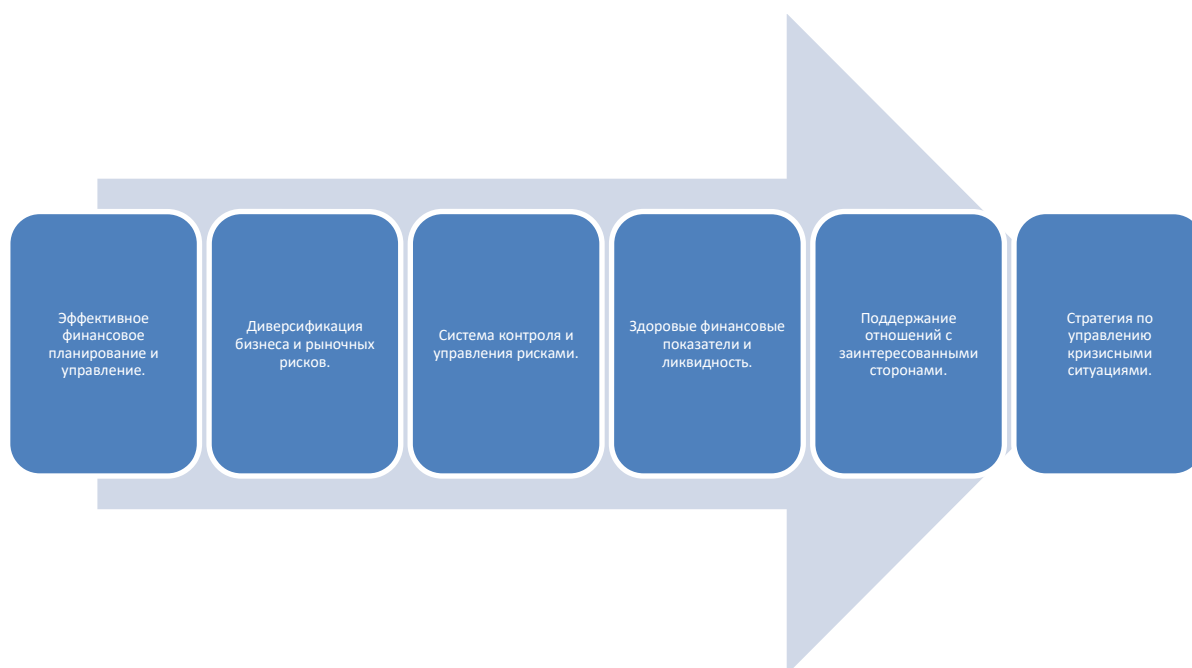 Эффективное
финансовое
планирование и
управление.
Диверсификация
бизнеса и рыночных
рисков.
Система контроля и
управления рисками.
Здоровые финансовые
показатели и
ликвидность.
Поддержание
отношений с
заинтересованными
сторонами.
Стратегия по
управлению
кризисными
ситуациями.